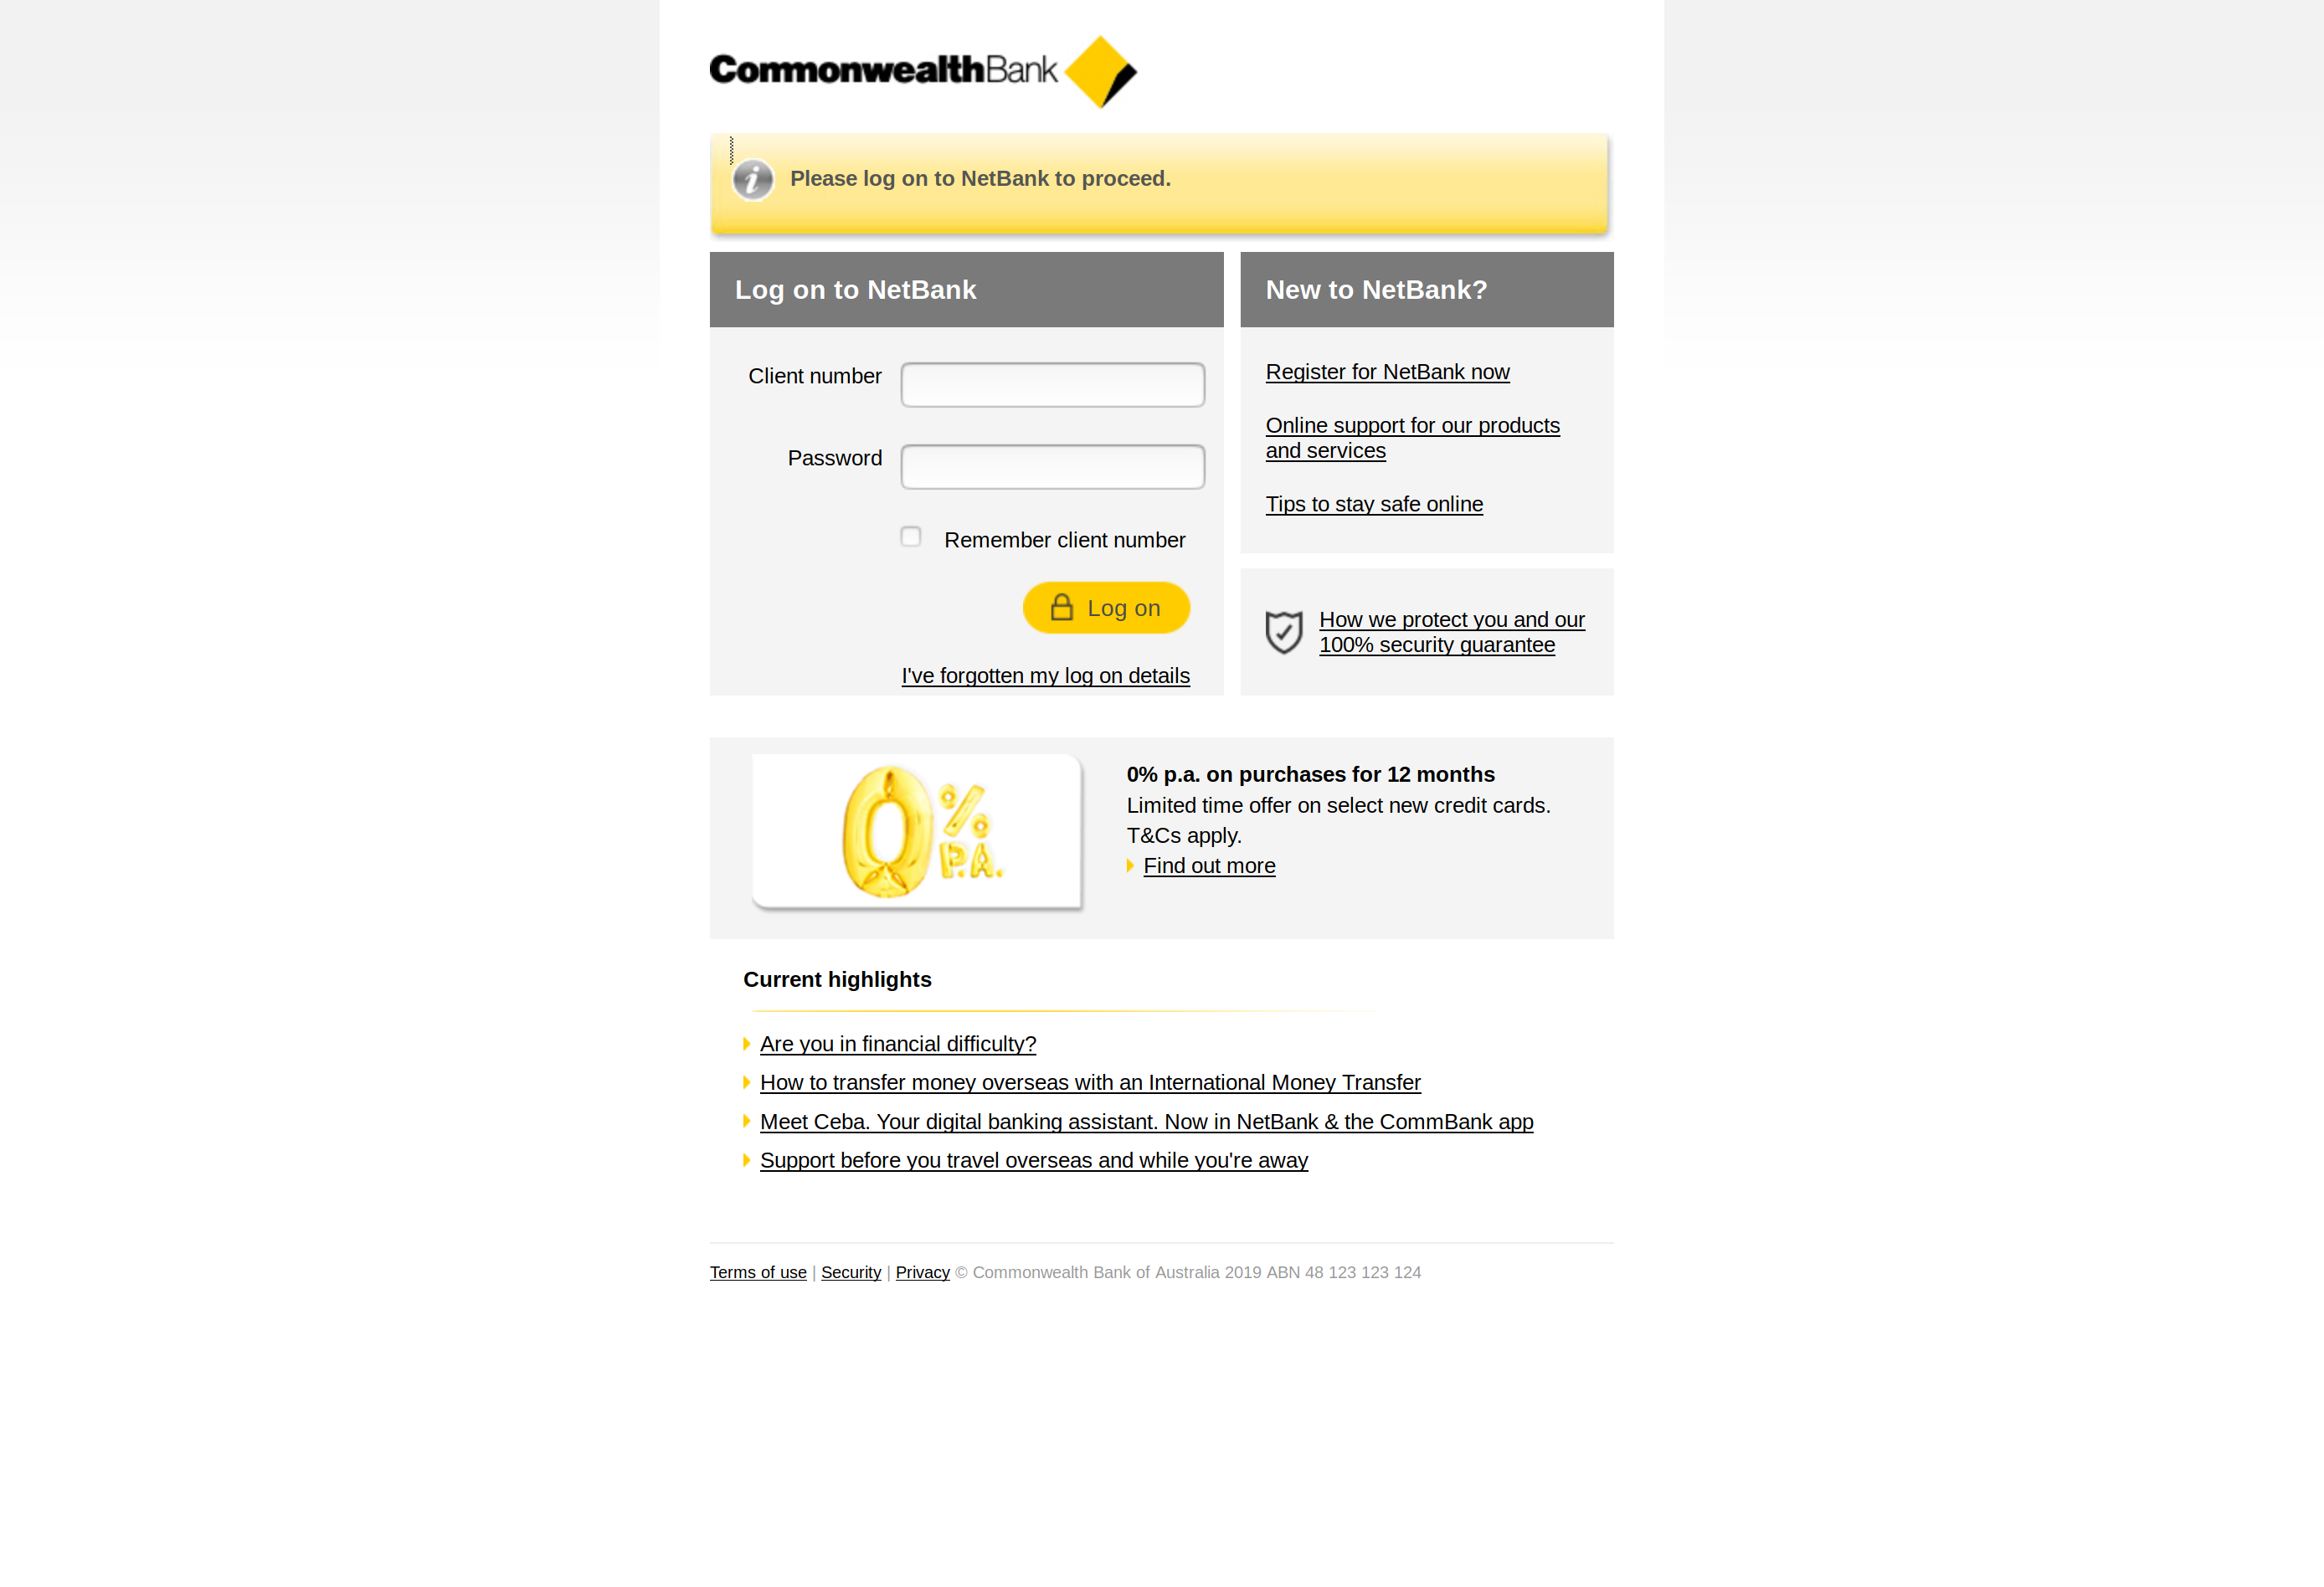 CommonwealthBank
Please log on to NetBank to proceed.
Log on to NetBank
Client number
Password
Remember client number
Log on
I've forgotten my log on details
New to NetBank?
Register for NetBank now
Online support for our products
and services
Tips to stay safe online
How we protect you and our
100% security guarantee
0%
P.A.
0% p.a. on purchases for 12 months
Limited time offer on select new credit cards.
T&Cs apply.
Find out more
Current highlights
Are you in financial difficulty?
How to transfer money overseas with an International Money Transfer
Meet Ceba. Your digital banking assistant. Now in NetBank & the CommBank app
Support before you travel overseas and while you're away
Terms of use | Security | Privacy © Commonwealth Bank of Australia 2019 ABN 48 123 123 124